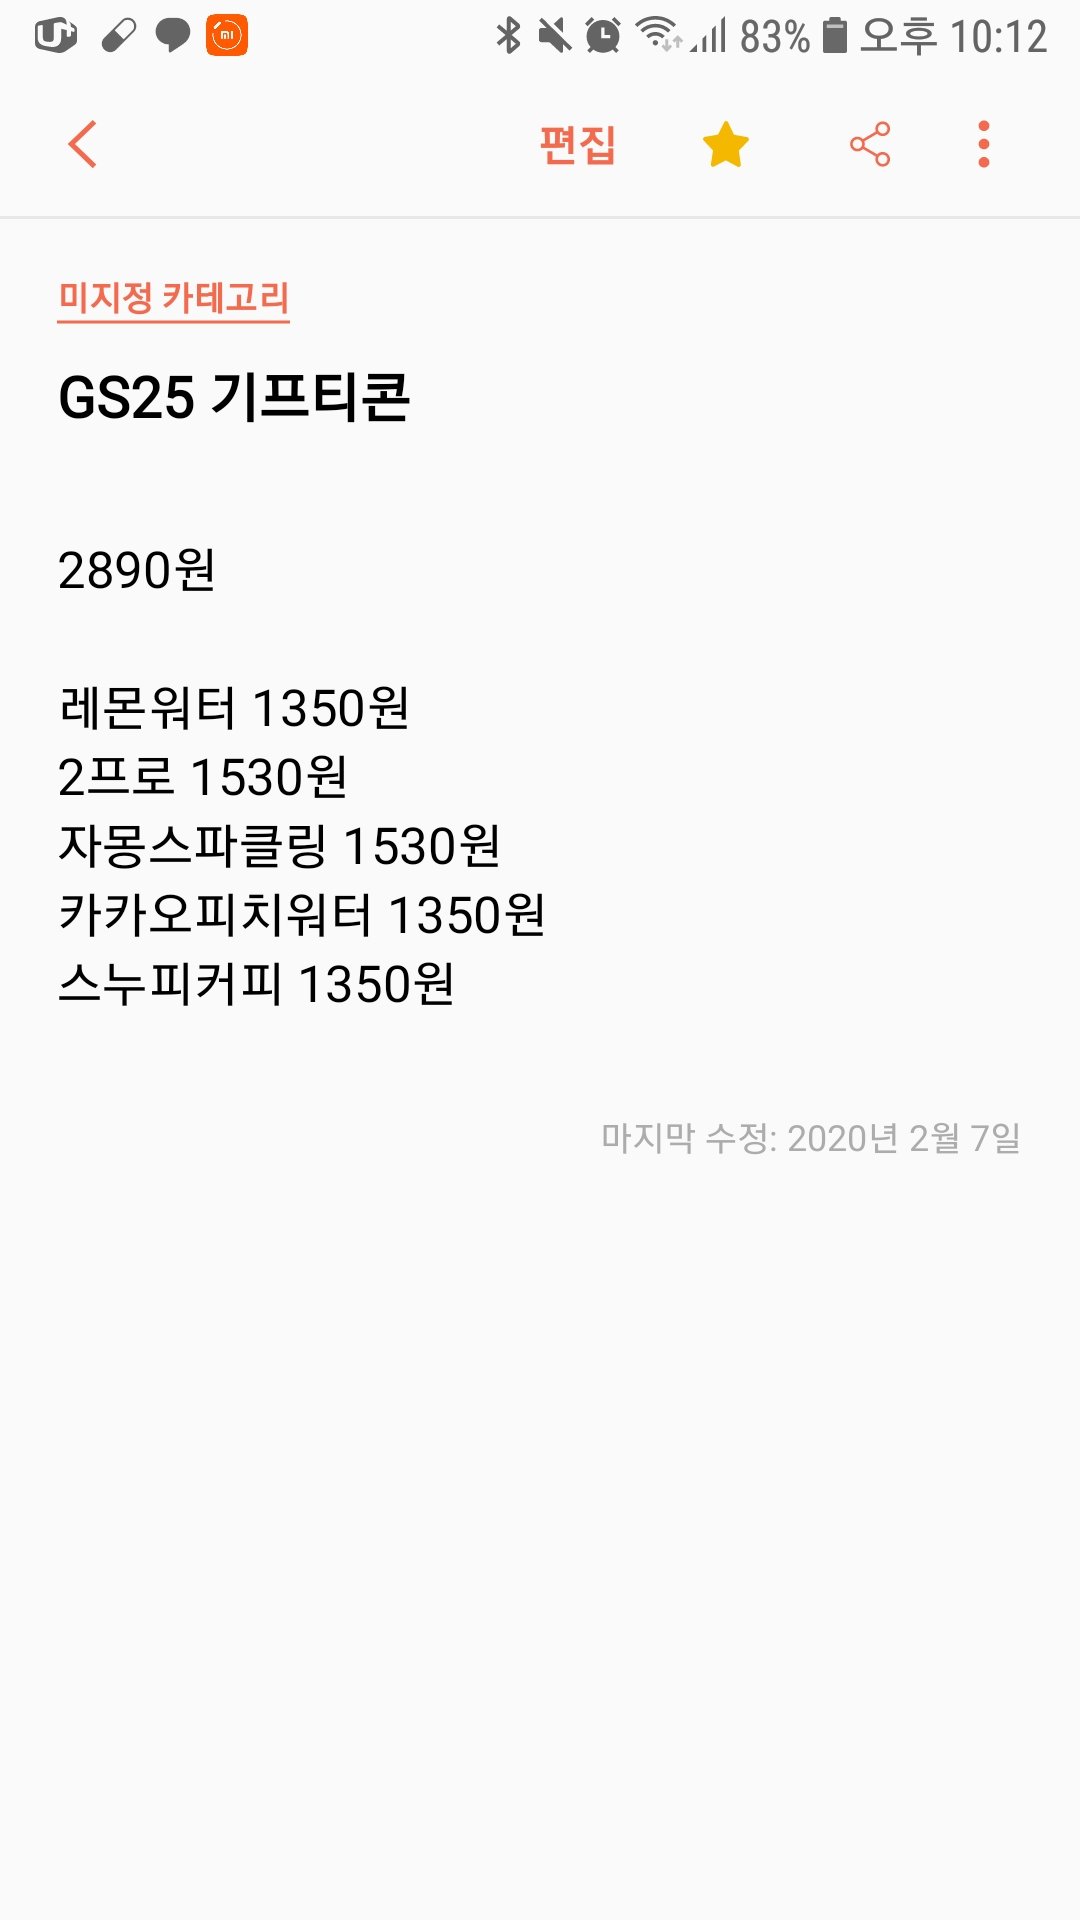 83% 오후 10:12
편집
미지정 카테고리
GS25 기프티콘
2890원
레몬워터 1350원
2프로 1530원
자몽스파클링 1530원
카카오피치워터 1350원
스누피커피 1350원
마지막 수정: 2020년 2월 7일